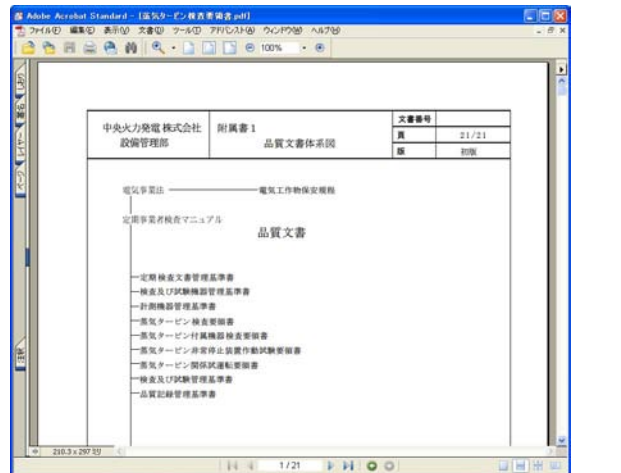 Adobe Acrobat Standard - [蒸気タービン検査要領書.pdf]
ファイル(F) 編集(E) 表示(V) 文書(D) ツール(T) アドバンスト(A) ウィンドウ(W) ヘルプ(H)
100%
中央火力発電株式会社
設備管理部
附属書1
品質文書体系図
文書番号
頁 21/21
版 初版
電気事業法 電気工作物保安規程
定期事業者検査マニュアル
品質文書
定期検査文書管理基準書
検査及び試験機器管理基準書
計測機器管理基準書
蒸気タービン検査要領書
蒸気タービン付属機器検査要領書
蒸気タービン非常停止装置作動試験要領書
蒸気タービン関係試運転要領書
検査及び試験管理基準書
品質記録管理基準書
210.3 x 297 ミリ
1/21